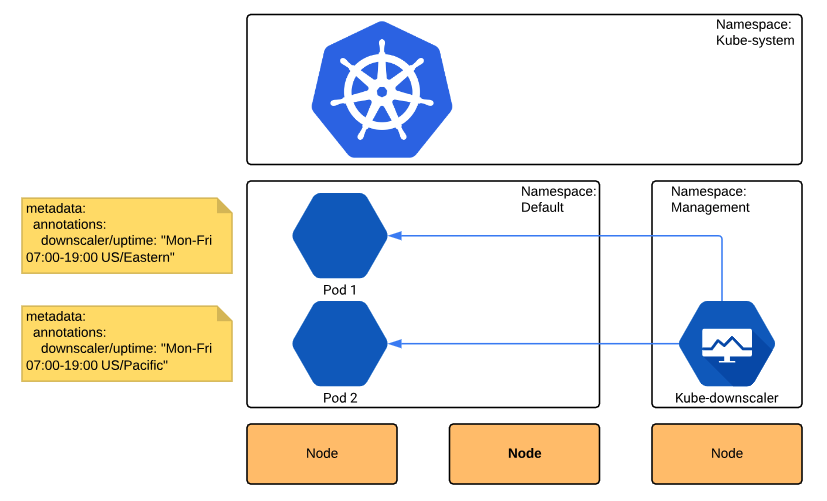 Namespace:
Kube-system
metadata:
annotations:
downscaler/uptime: "Mon-Fri
07:00-19:00 US/Eastern"
Namespace:
Default
Pod 1
Namespace:
Management
metadata:
annotations:
downscaler/uptime: "Mon-Fri
07:00-19:00 US/Pacific"
Pod 2
Kube-downscaler
Node
Node
Node